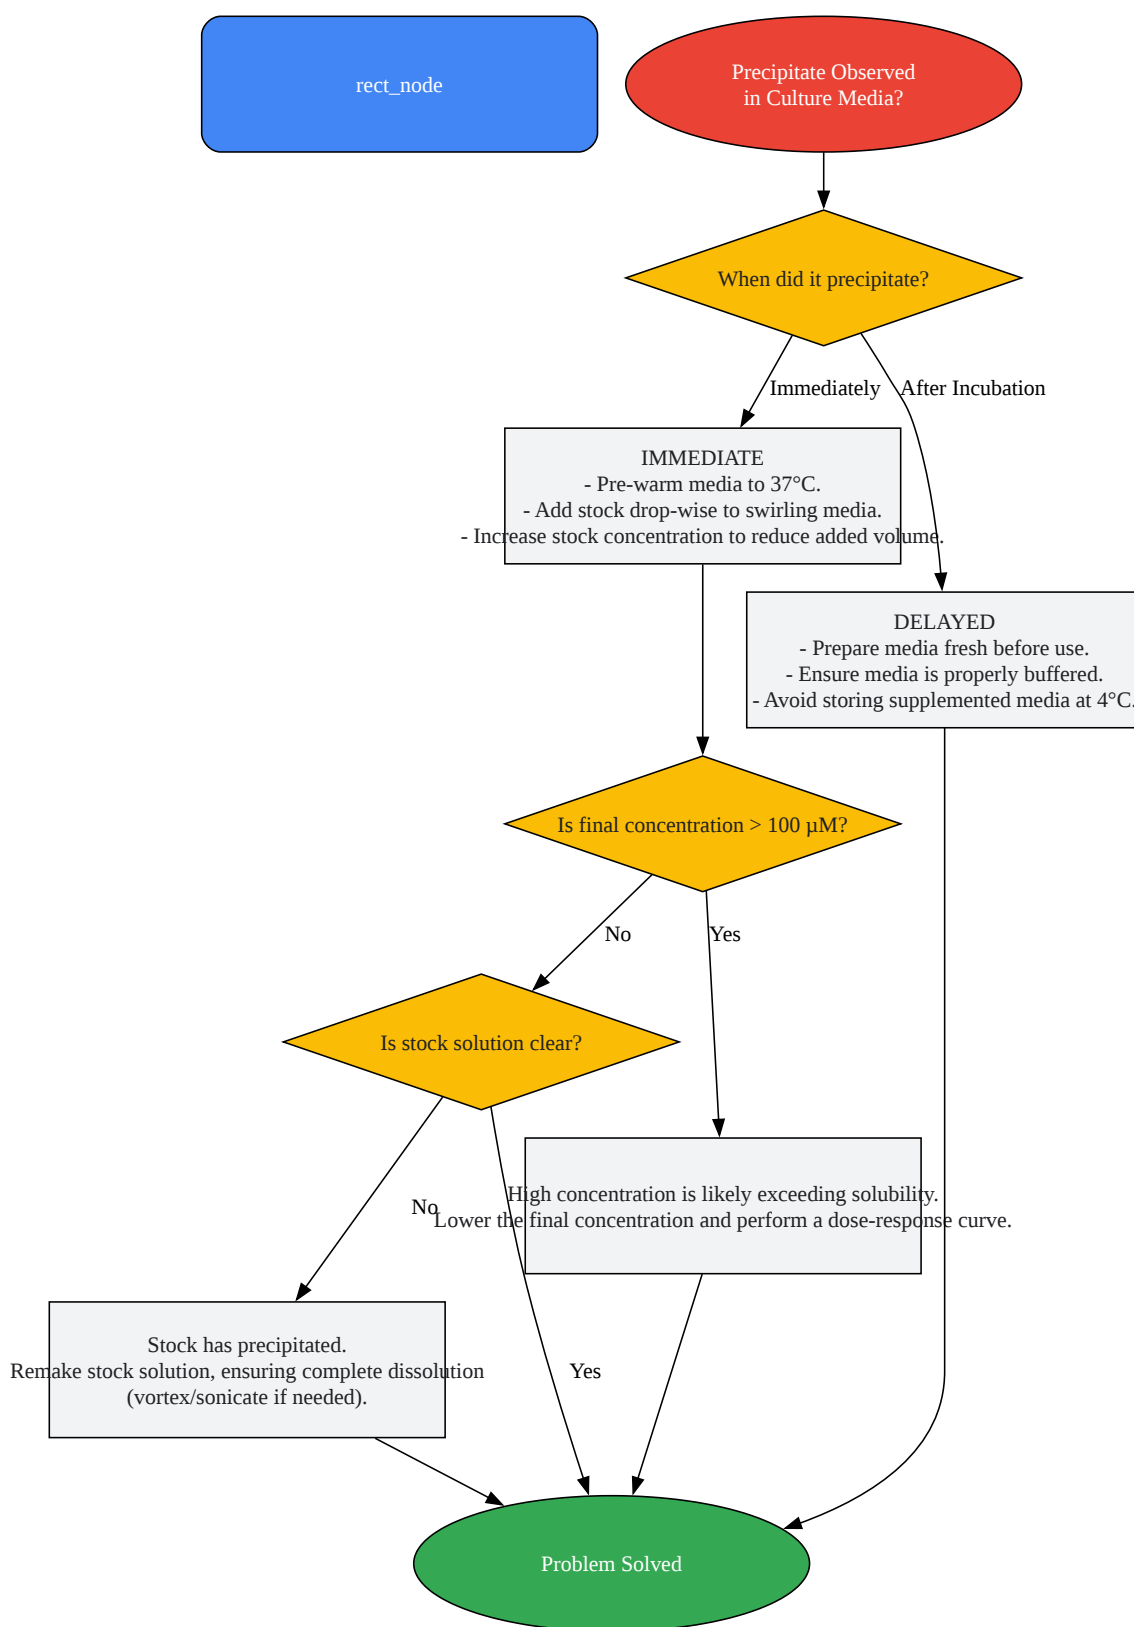 rect_node
Precipitate Observed
in Culture Media?
When did it precipitate?
Immediately
After Incubation
IMMEDIATE
- Pre-warm media to 37°C.
- Add stock drop-wise to swirling media.
- Increase stock concentration to reduce added volume.
DELAYED
- Prepare media fresh before use.
- Ensure media is properly buffered.
- Avoid storing supplemented media at 4°C.
Is final concentration > 100 µM?
No
Yes
Is stock solution clear?
High concentration is likely exceeding solubility.
Lower the final concentration and perform a dose-response curve.
No
Stock has precipitated.
Remake stock solution, ensuring complete dissolution
(vortex/sonicate if needed).
Yes
Problem Solved